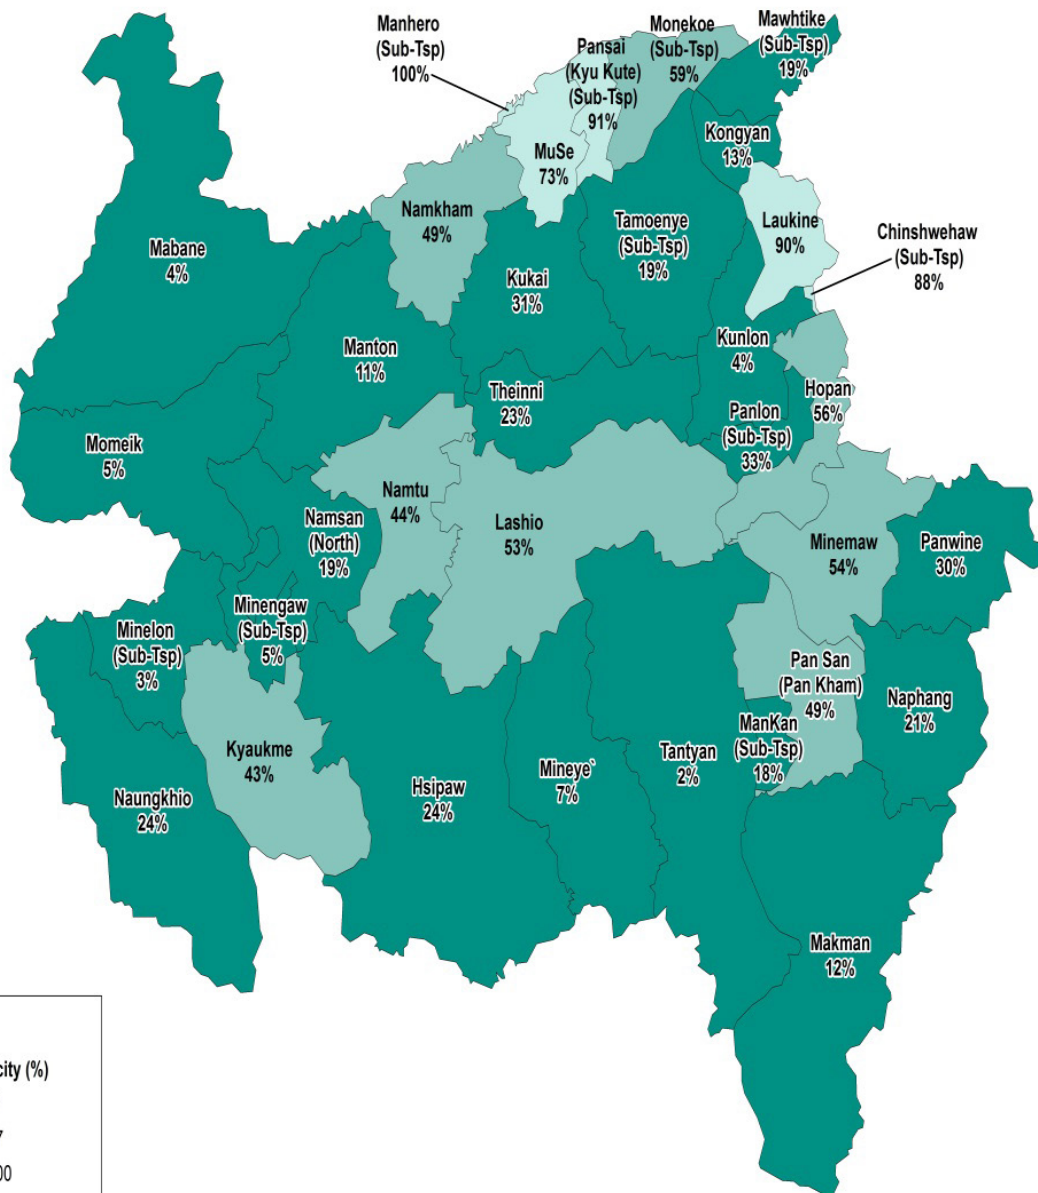 Manhero
(Sub-Tsp)
100%
Pansai
(Kyu Kute)
(Sub-Tsp)
91%
Monekoe
(Sub-Tsp)
59%
Mawhtike
(Sub-Tsp)
19%
Kongyan
13%
MuSe
73%
Namkham
49%
Tamoenye
(Sub-Tsp)
19%
Laukine
90%
Chinshwehaw
(Sub-Tsp)
88%
Mabane
4%
Kukai
31%
Manton
11%
Kunlon
4%
Theinni
23%
Hopan
56%
Panlon
(Sub-Tsp)
33%
Momeik
5%
Namtu
44%
Lashio
53%
Namsan
(North)
19%
Minemaw
54%
Panwine
30%
Minengaw
(Sub-Tsp)
5%
Minelon
(Sub-Tsp)
3%
Pan San
(Pan Kham)
49%
Naphang
21%
ManKan
(Sub-Tsp)
18%
Kyaukme
43%
Tantyan
2%
Mineye`
7%
Hsipaw
24%
Naungkhio
24%
Makman
12%
city (%)
00